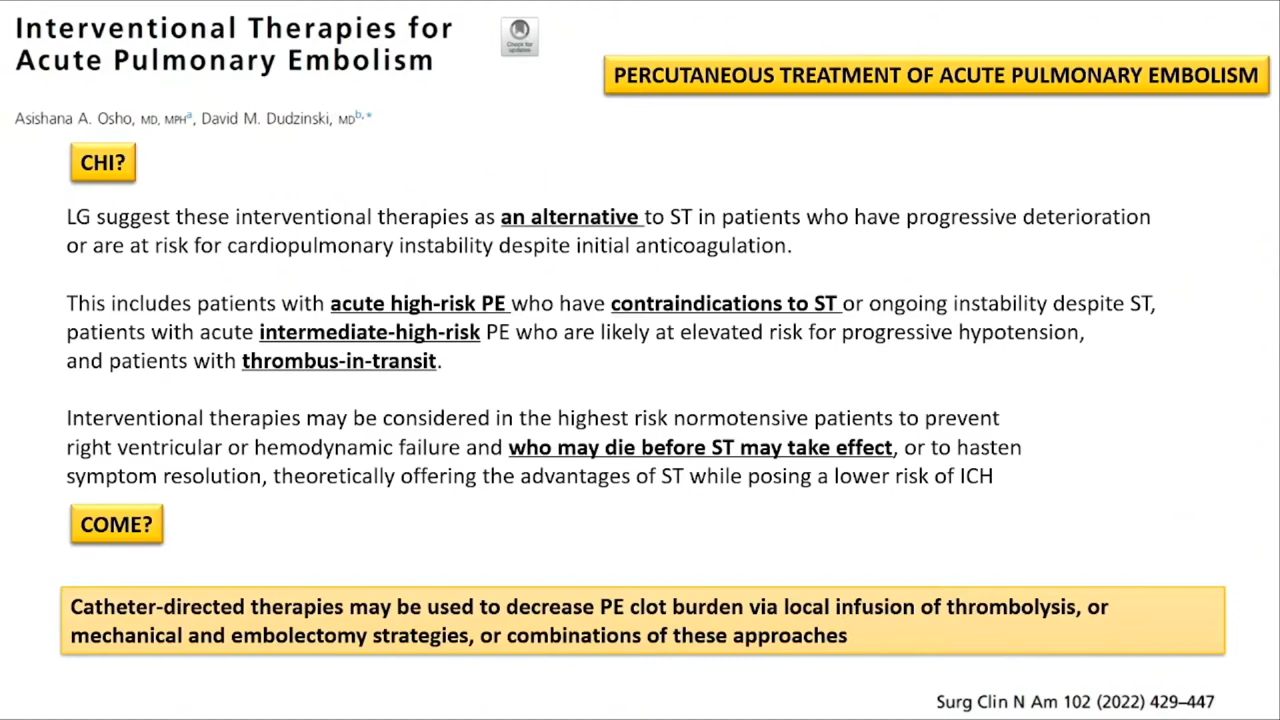 Interventional Therapies for
Acute Pulmonary Embolism
Check for
updates
PERCUTANEOUS TREATMENT OF ACUTE PULMONARY EMBOLISM
Asishana A. Osho, MD, MPHa, David M. Dudzinski, MDb,*
CHI?
LG suggest these interventional therapies as an alternative to ST in patients who have progressive deterioration
or are at risk for cardiopulmonary instability despite initial anticoagulation.
This includes patients with acute high-risk PE who have contraindications to ST or ongoing instability despite ST,
patients with acute intermediate-high-risk PE who are likely at elevated risk for progressive hypotension,
and patients with thrombus-in-transit.
Interventional therapies may be considered in the highest risk normotensive patients to prevent
right ventricular or hemodynamic failure and who may die before ST may take effect, or to hasten
symptom resolution, theoretically offering the advantages of ST while posing a lower risk of ICH
COME?
Catheter-directed therapies may be used to decrease PE clot burden via local infusion of thrombolysis, or
mechanical and embolectomy strategies, or combinations of these approaches
Surg Clin N Am 102 (2022) 429–447